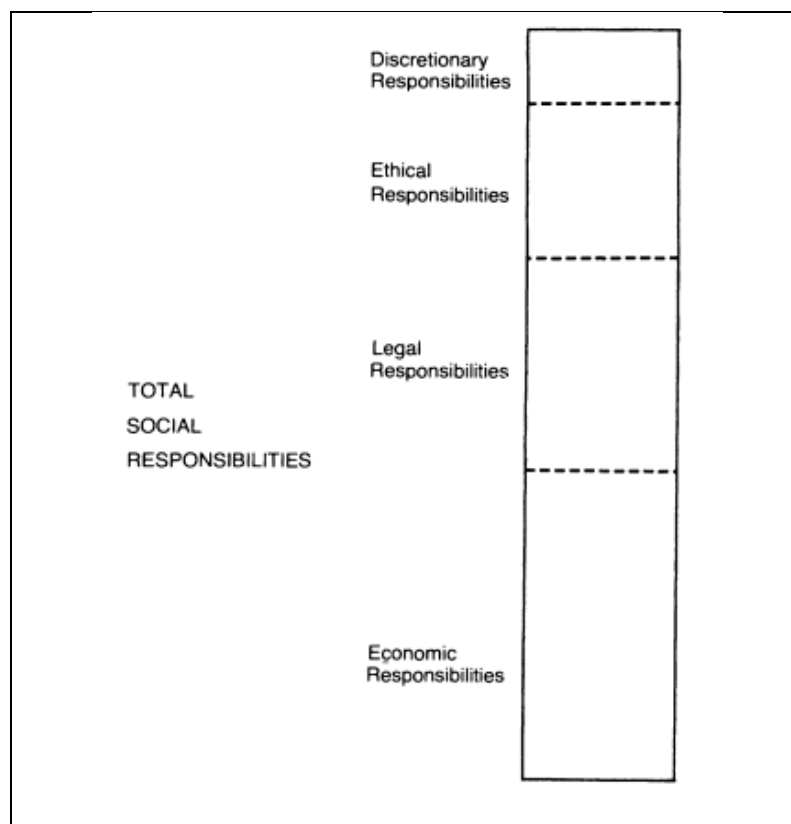 Discretionary
Responsibilities
Ethical
Responsibilities
Legal
Responsibilities
TOTAL
SOCIAL
RESPONSIBILITIES
Economic
Responsibilities